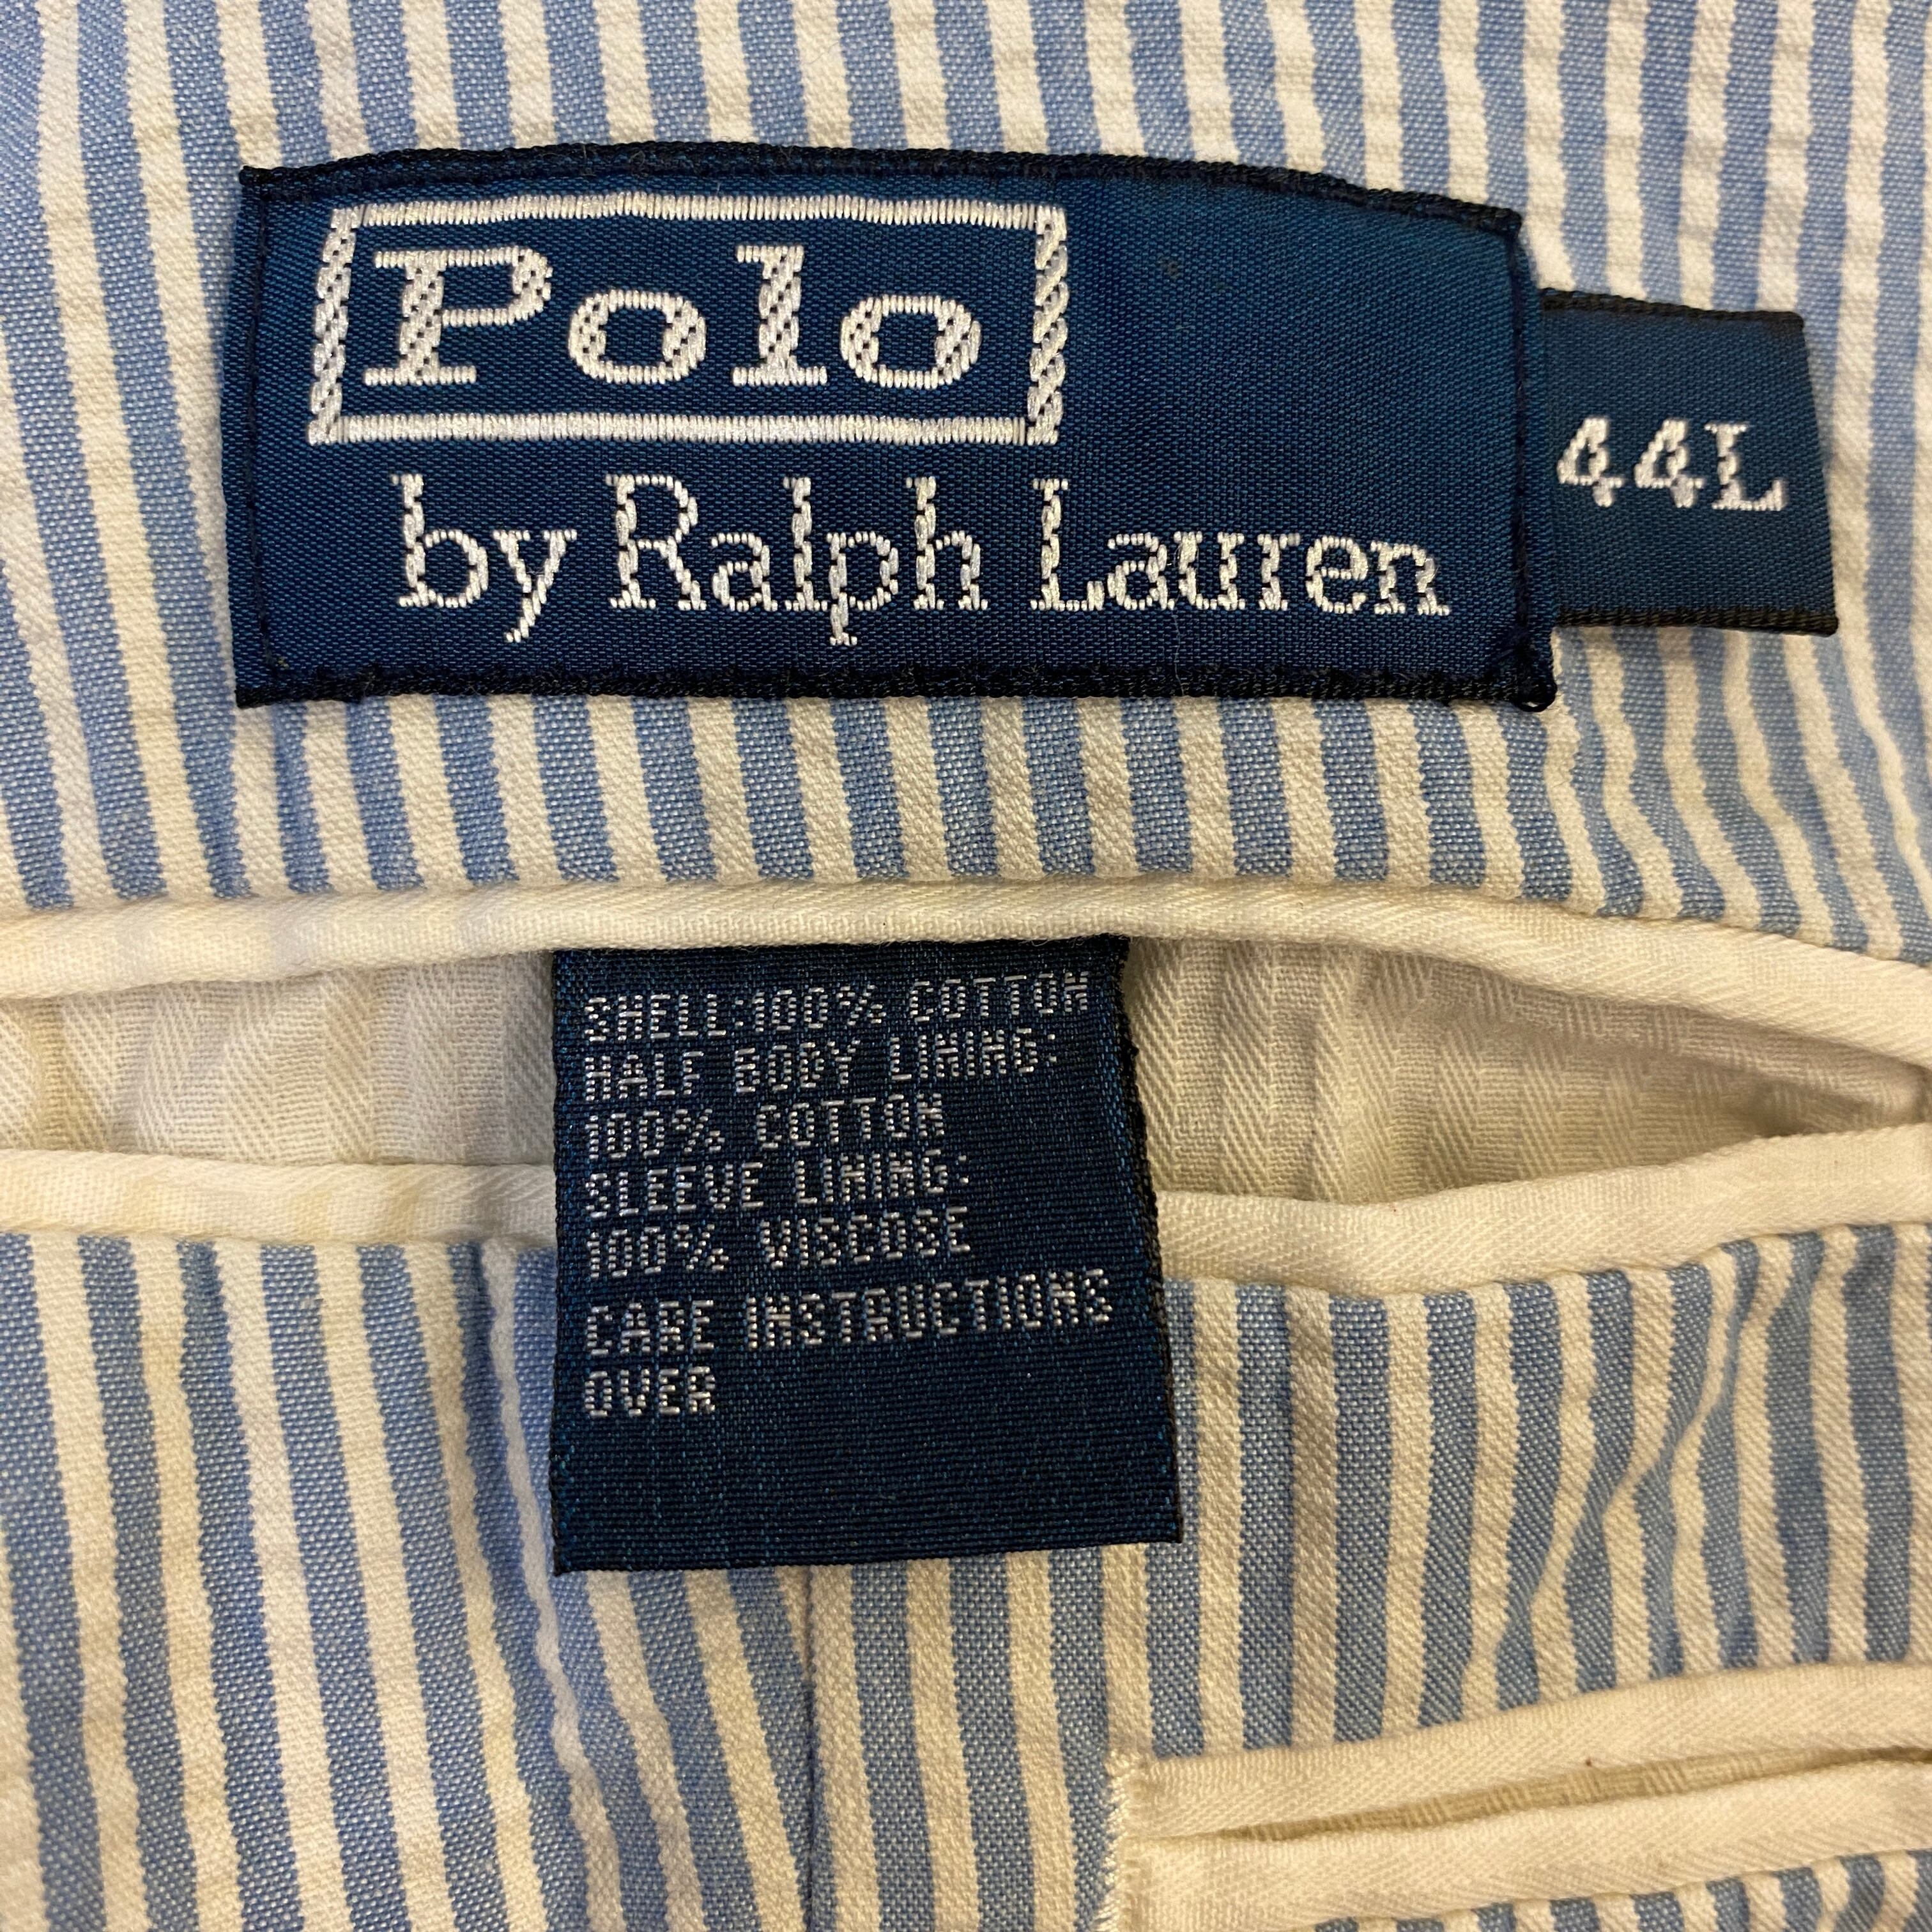 Polo
by Ralph Lauren
44L
SHELL:100% COTTON
HALF BODY LINING:
100% COTTON
SLEEVE LINING:
100% VISCOSE
CARE INSTRUCTIONS
OVER